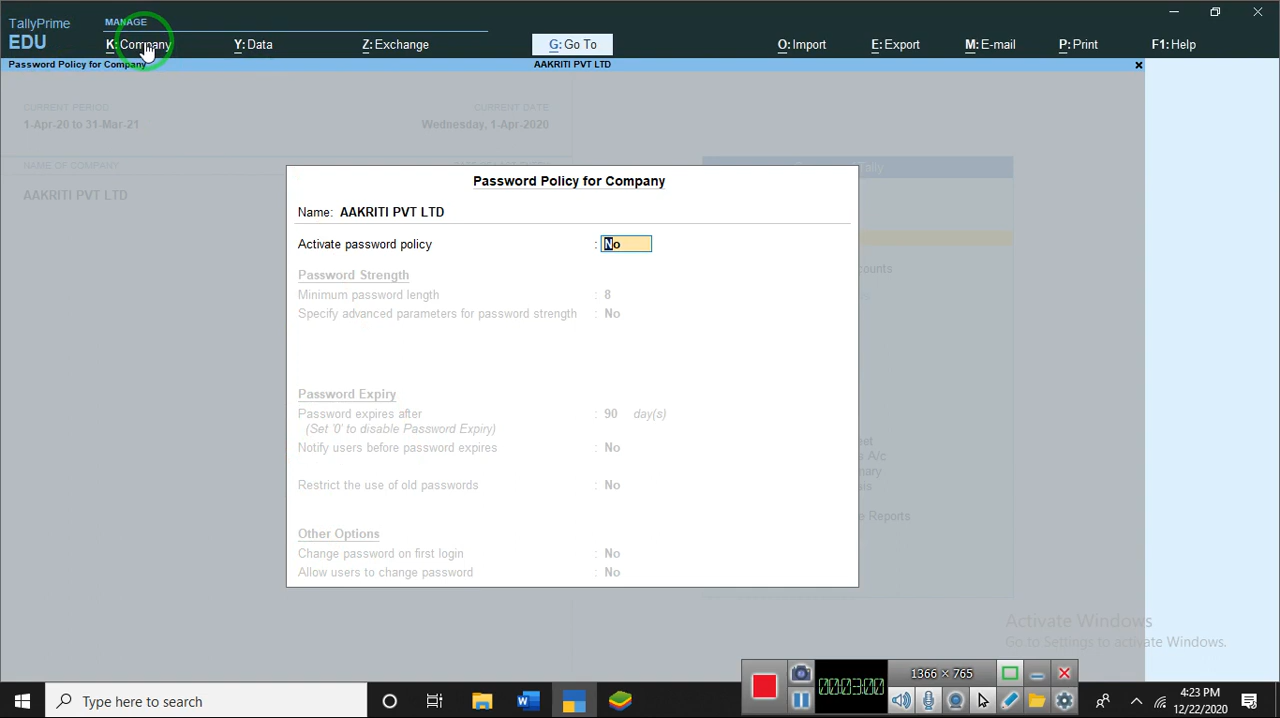 TallyPrime
EDU
MANAGE
K: Company
Y: Data
Z: Exchange
G: Go To
O: Import
E: Export
M: E-mail
P: Print
F1: Help
Password Policy for Company
AAKRITI PVT LTD
CURRENT PERIOD
CURRENT DATE
1-Apr-20 to 31-Mar-21
Wednesday, 1-Apr-2020
NAME OF COMPANY
AAKRITI PVT LTD
Password Policy for Company
Name: AAKRITI PVT LTD
Activate password policy : No
Password Strength
Minimum password length : 8
Specify advanced parameters for password strength : No
Password Expiry
Password expires after : 90 day(s)
(Set '0' to disable Password Expiry)
Notify users before password expires : No
Restrict the use of old passwords : No
Other Options
Change password on first login : No
Allow users to change password : No
Reports
Activate Windows
Go to Settings to activate Windows.
00:03:00
1366 × 765
Type here to search
4:23 PM
12/22/2020